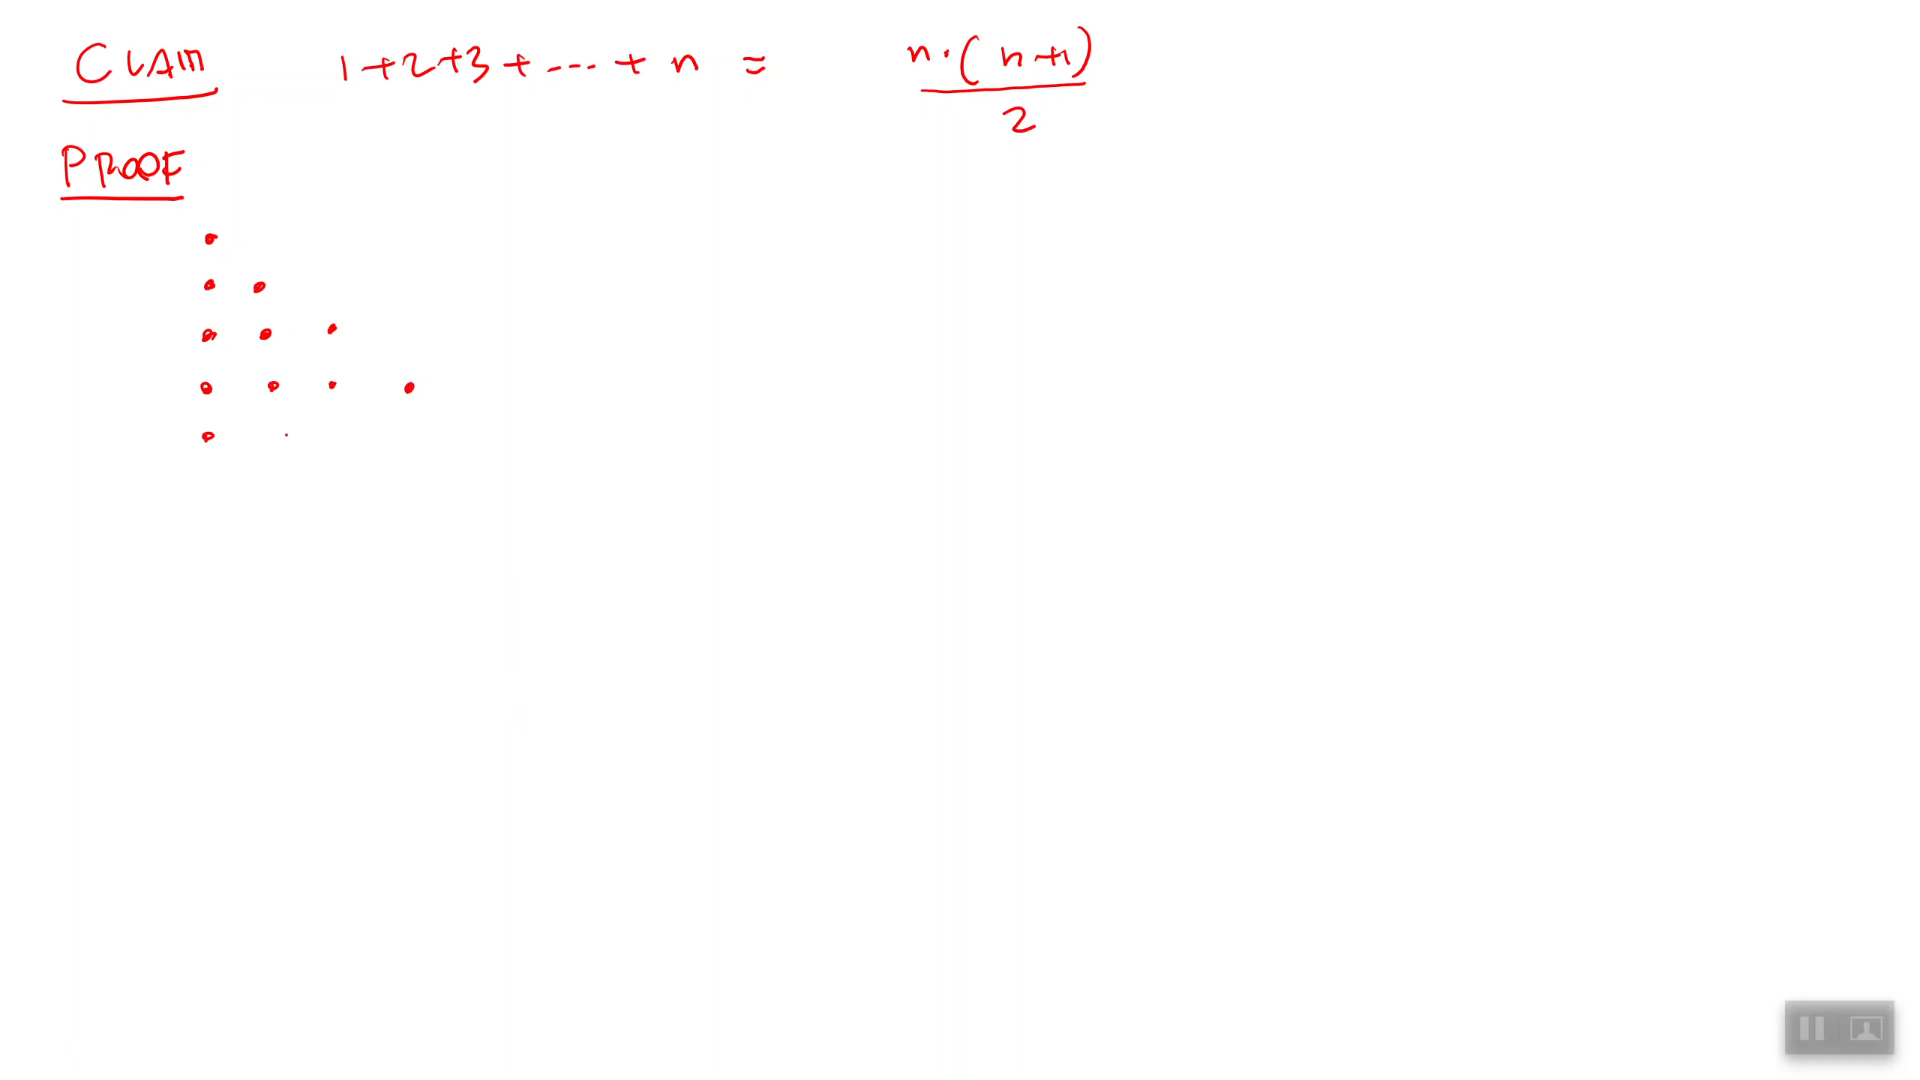 CLAIM 1+2+3+---+ n = n·(n+1)/2
PROOF